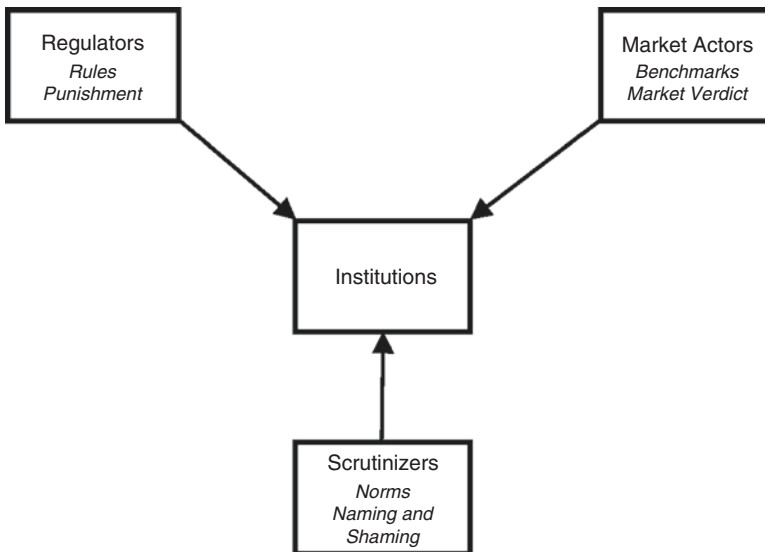 Regulators
Rules
Punishment
Market Actors
Benchmarks
Market Verdict
Institutions
Scrutinizers
Norms
Naming and
Shaming